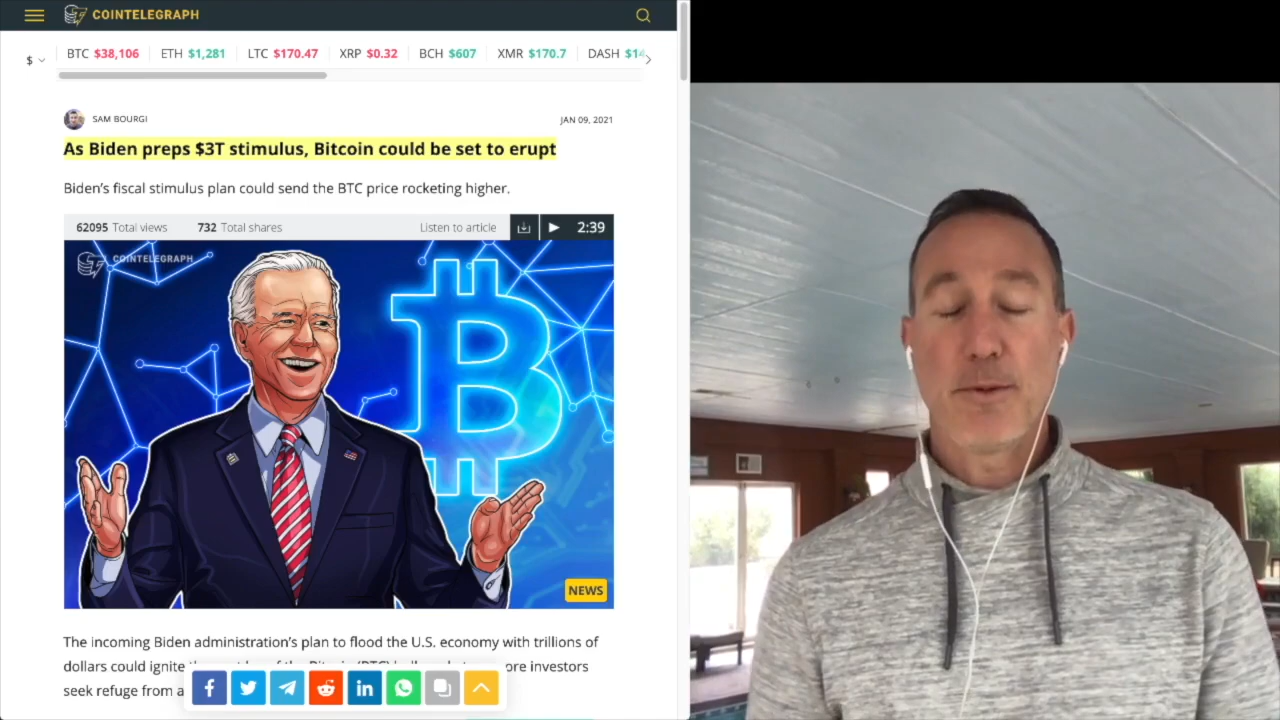 COINTELEGRAPH
$ BTC $38,106 ETH $1,281 LTC $170.47 XRP $0.32 BCH $607 XMR $170.7 DASH
SAM BOURGI JAN 09, 2021
As Biden preps $3T stimulus, Bitcoin could be set to erupt
Biden's fiscal stimulus plan could send the BTC price rocketing higher.
62095 Total views 732 Total shares Listen to article 2:39
COINTELEGRAPH
NEWS
The incoming Biden administration's plan to flood the U.S. economy with trillions of
dollars could ignite investors
seek refuge from a